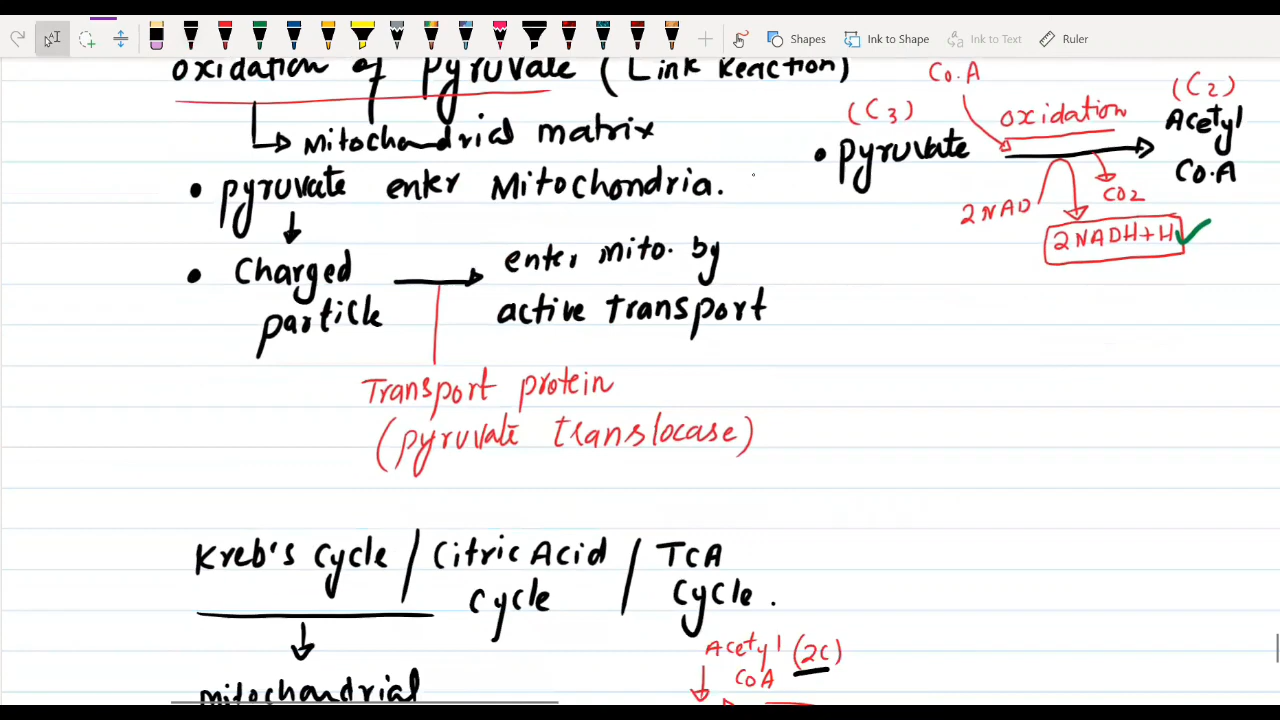 Shapes
Ink to Shape
Ink to Text
Ruler
Oxidation of Pyruvate (Link Reaction)
Mitochondrial matrix
• Pyruvate enter Mitochondria.
• Charged particle
enter mito. by
active Transport
Transport protein
(pyruvate translocase)
Co.A
(C3)
oxidation
(C2)
• Pyruvate
Acetyl
Co.A
2NAD
CO2
2NADH+H
Kreb's cycle / Citric Acid cycle / TCA cycle.
Mitochondrial
Acetyl (2C)
CoA